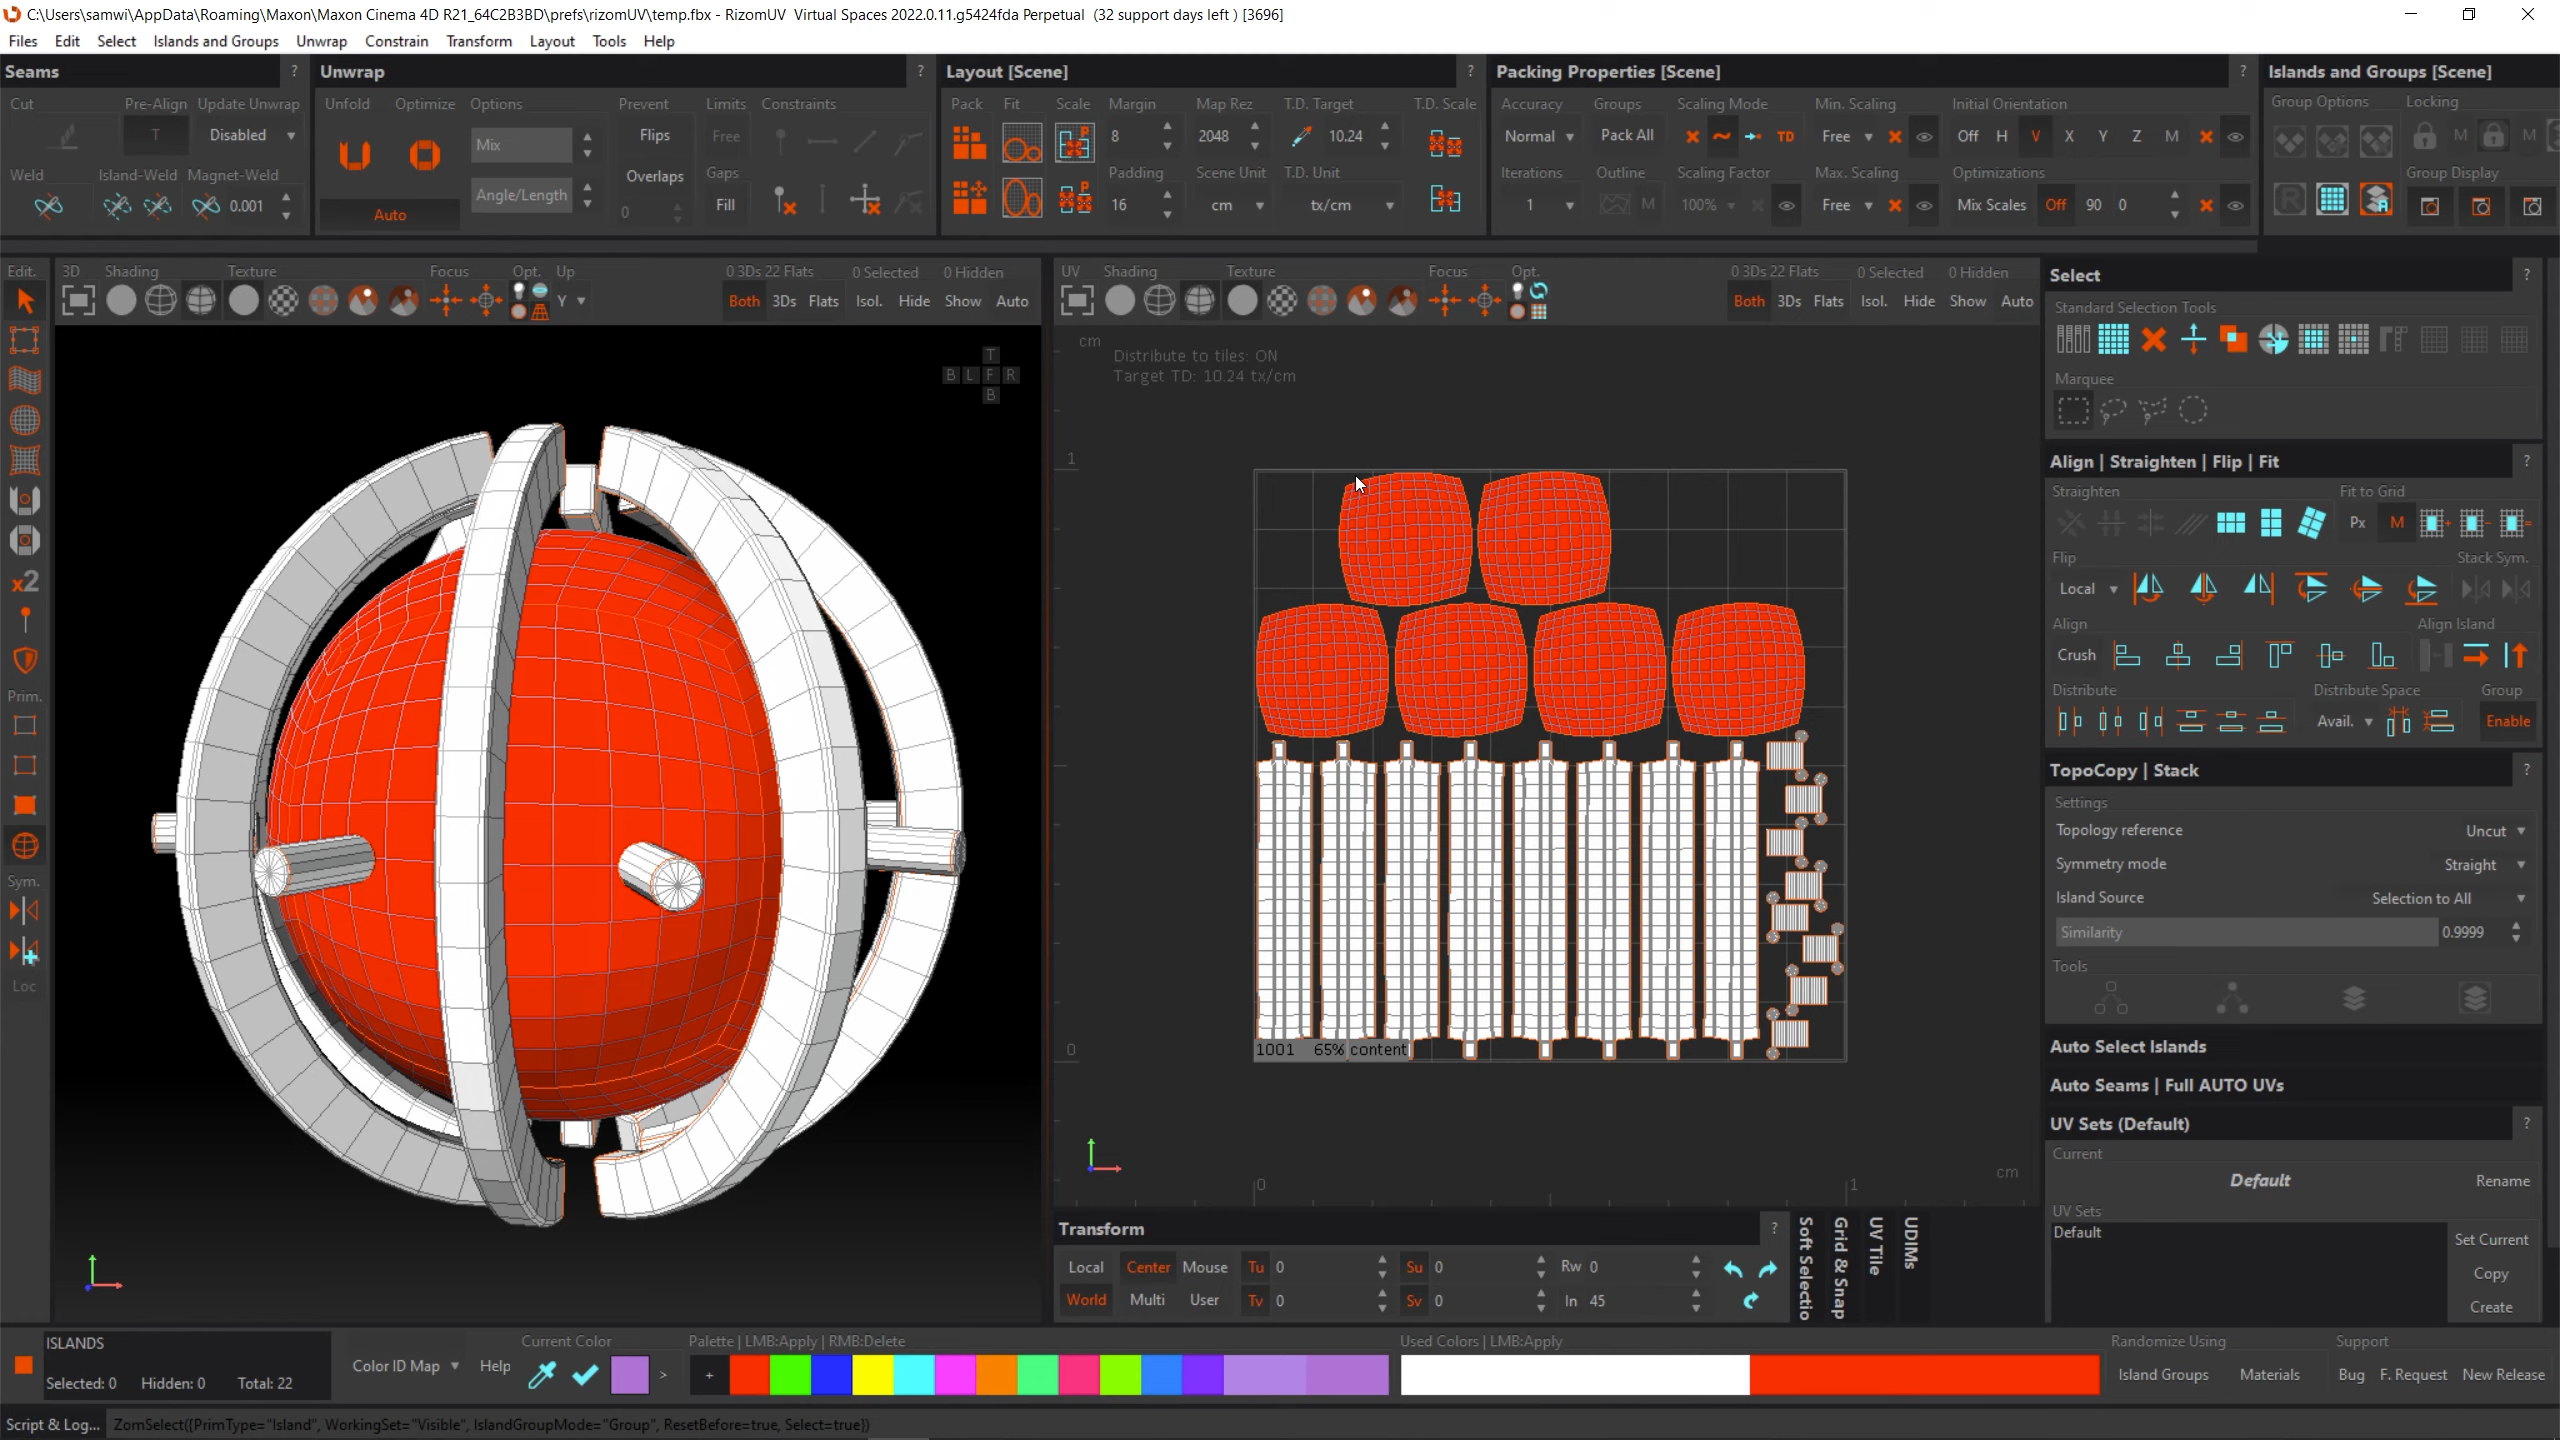 C:\Users\samwi\AppData\Roaming\Maxon\Maxon Cinema 4D R21_64C2B3BD\prefs\rizomUV\temp.fbx - RizomUV  Virtual Spaces 2022.0.11.g5424fda Perpetual  (32 support days left ) [3696]
Files Edit Select Islands and Groups Unwrap Constrain Transform Layout Tools Help
Seams ? Unwrap ? Layout [Scene] ? Packing Properties [Scene] ? Islands and Groups [Scene]
Cut Pre-Align Update Unwrap Unfold Optimize Options Prevent Limits Constraints Pack Fit Scale Margin Map Rez T.D. Target T.D. Scale Accuracy Groups Scaling Mode Min. Scaling Initial Orientation Group Options Locking
T Disabled Mix Flips Free 8 2048 10.24 Normal Pack All TD Free Off H V X Y Z M M M
Weld Island-Weld Magnet-Weld Angle/Length Overlaps Gaps Padding Scene Unit T.D. Unit Iterations Outline Scaling Factor Max. Scaling Optimizations Group Display
0.001 Auto 0 Fill 16 cm tx/cm 1 M 100% Free Mix Scales Off 90 0 R
Edit. 3D Shading Texture Focus Opt. Up 0 3Ds 22 Flats 0 Selected 0 Hidden
Y Both 3Ds Flats Isol. Hide Show Auto
UV Shading Texture Focus Opt. 0 3Ds 22 Flats 0 Selected 0 Hidden
Both 3Ds Flats Isol. Hide Show Auto
x2
Prim.
Sym.
Loc
T
B L F R
B
cm
Distribute to tiles: ON
Target TD: 10.24 tx/cm
1
0
1001 65% content
cm
0 1
Select ?
Standard Selection Tools
Marquee
Align | Straighten | Flip | Fit ?
Straighten Fit to Grid
Px M
Flip Stack Sym.
Local
Align Align Island
Crush
Distribute Distribute Space Group
Avail. Enable
TopoCopy | Stack ?
Settings
Topology reference Uncut
Symmetry mode Straight
Island Source Selection to All
Similarity 0.9999
Tools
Auto Select Islands
Auto Seams | Full AUTO UVs
UV Sets (Default) ?
Current
Default Rename
UV Sets
Default
Set Current
Copy
Create
Transform ?
Local Center Mouse Tu 0 Su 0 Rw 0
World Multi User Tv 0 Sv 0 In 45
Soft Selectio
Grid & Snap
UV Tile
UDIMs
ISLANDS
Selected: 0 Hidden: 0 Total: 22
Color ID Map Help
Current Color
>
Palette | LMB:Apply | RMB:Delete
+
Used Colors | LMB:Apply
Randomize Using
Island Groups Materials
Support
Bug F. Request New Release
Script & Log... ZomSelect({PrimType="Island", WorkingSet="Visible", IslandGroupMode="Group", ResetBefore=true, Select=true})